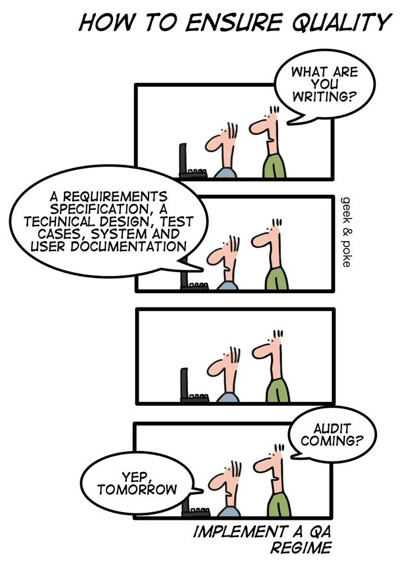 HOW TO ENSURE QUALITY
WHAT ARE
YOU
WRITING?
A REQUIREMENTS
SPECIFICATION, A
TECHNICAL DESIGN, TEST
CASES, SYSTEM AND
USER DOCUMENTATION
geek & poke
AUDIT
COMING?
YEP,
TOMORROW
IMPLEMENT A QA
REGIME